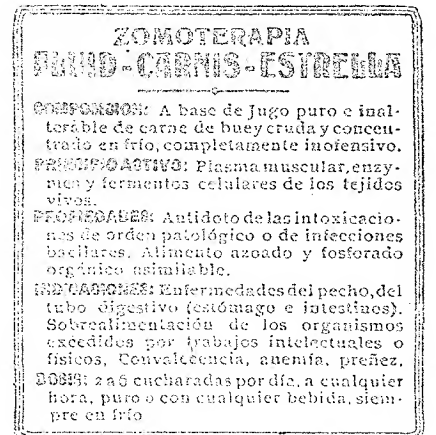 ZOMOTERAPIA
FLUID-CARNIS-ESTRELLA
COMPOSICION: A base de Jugo puro e inal-
terable de carne de buey cruda y concen-
trado en frío, completamente inofensivo.
PRINCIPIO ACTIVO: Plasma muscular, enzy-
mas y fermentos celulares de los tejidos
vivos.
PROPIEDADES: Antidoto de las intoxicacio-
nes de orden patológico o de infecciones
bacilares. Alimento azoado y fosforado
orgánico asimilable.
INDICACIONES: Enfermedades del pecho, del
tubo digestivo (estómago e intestinos).
Sobrealimentación de los organismos
excedidos por trabajos intelectuales o
físicos, Convalecencia, anemia, preñez,
DOSIS: 2 a 6 cucharadas por día, a cualquier
hora, puro o con cualquier bebida, siem-
pre en frío